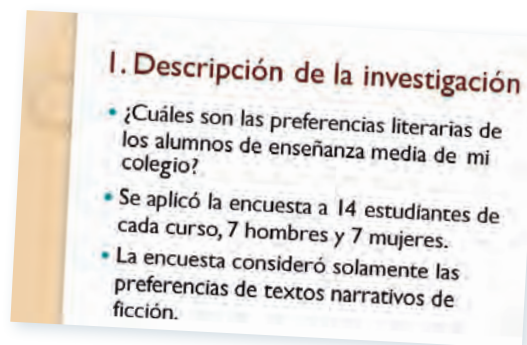 1. Descripción de la investigación
• ¿Cuáles son las preferencias literarias de
los alumnos de enseñanza media de mi
colegio?
• Se aplicó la encuesta a 14 estudiantes de
cada curso, 7 hombres y 7 mujeres.
• La encuesta consideró solamente las
preferencias de textos narrativos de
ficción.